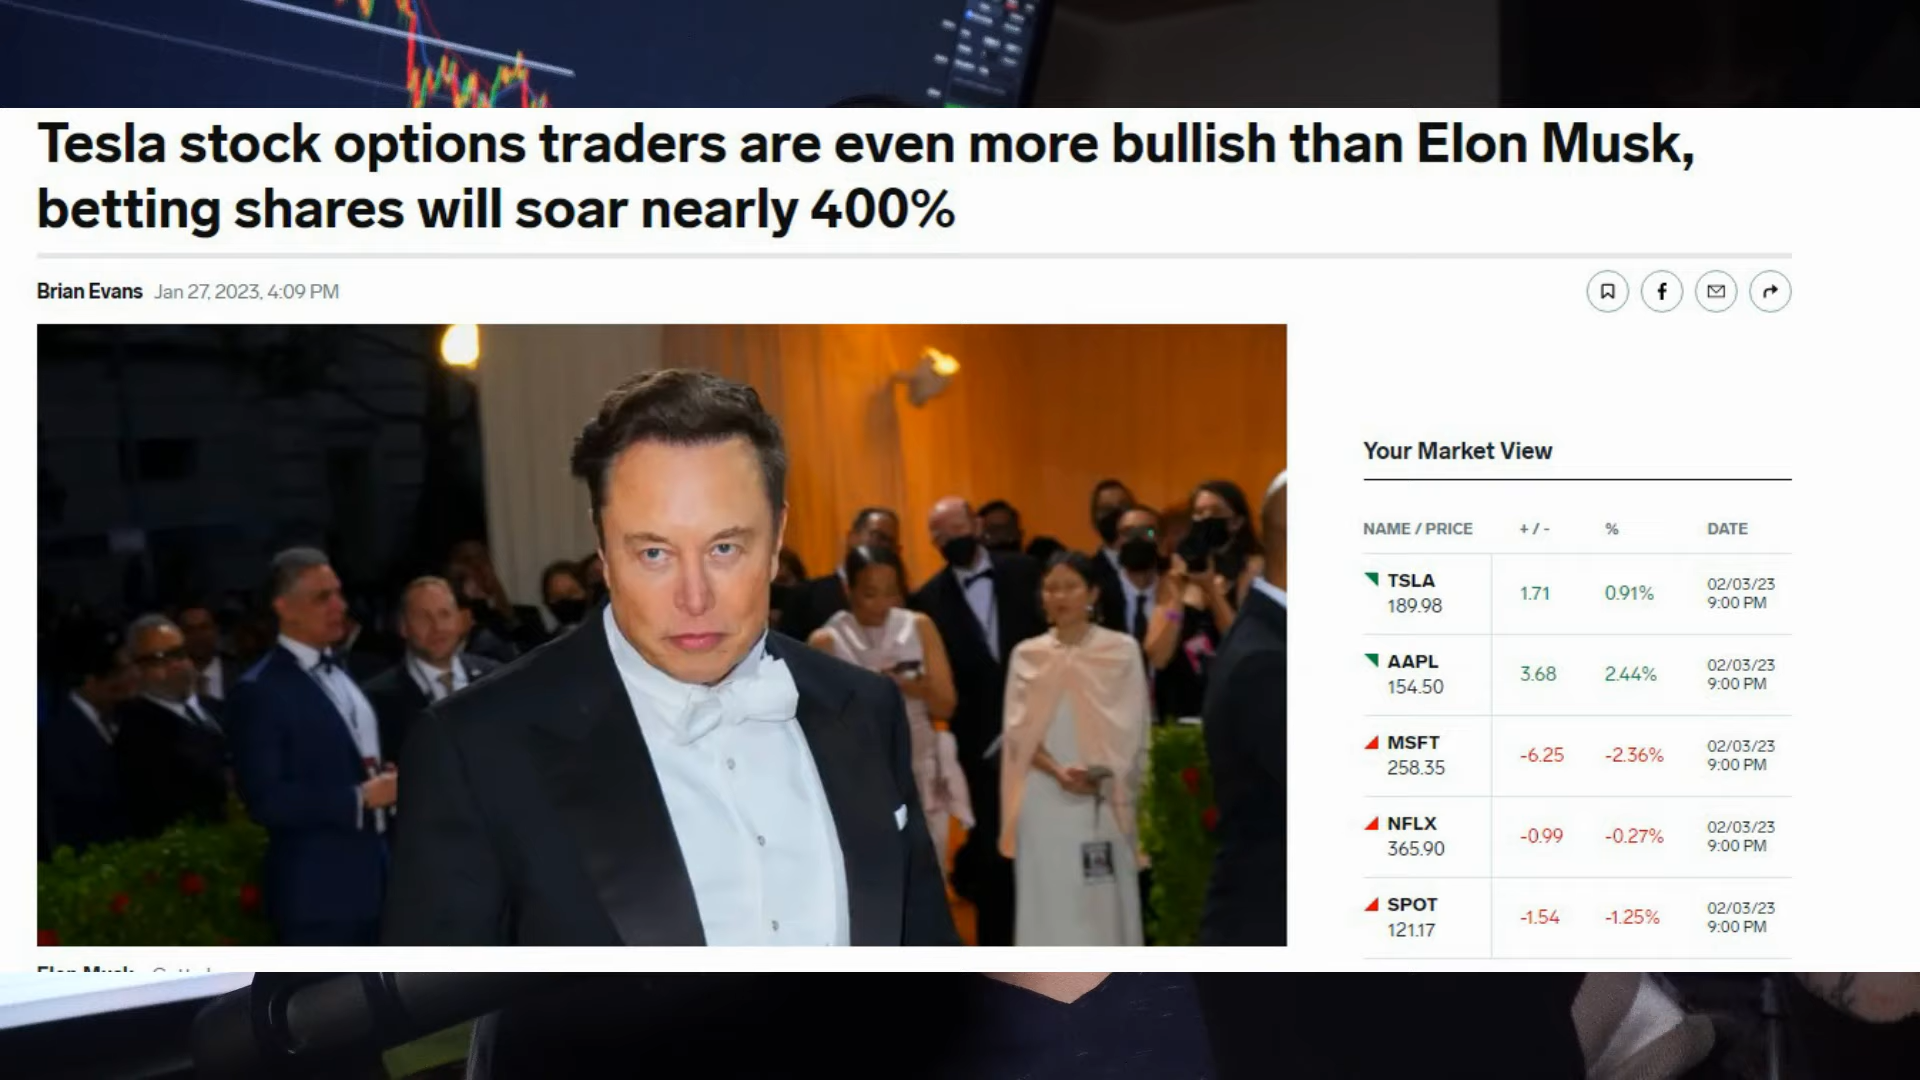 Tesla stock options traders are even more bullish than Elon Musk,
betting shares will soar nearly 400%
Brian Evans Jan 27, 2023, 4:09 PM
Your Market View
NAME / PRICE + / - % DATE
TSLA 1.71 0.91% 02/03/23
189.98 9:00 PM
AAPL 3.68 2.44% 02/03/23
154.50 9:00 PM
MSFT -6.25 -2.36% 02/03/23
258.35 9:00 PM
NFLX -0.99 -0.27% 02/03/23
365.90 9:00 PM
SPOT -1.54 -1.25% 02/03/23
121.17 9:00 PM
Elon Musk